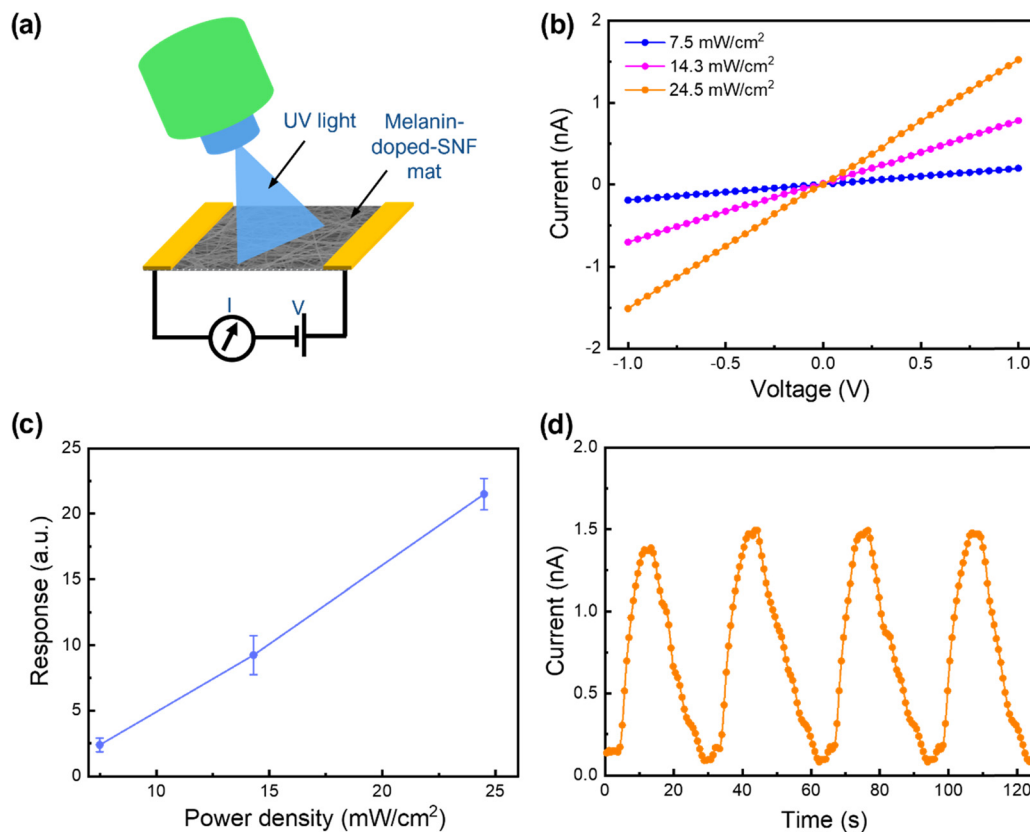 (a)
UV light
Melanin-
doped-SNF
mat
I
V
(b)
7.5 mW/cm²
14.3 mW/cm²
24.5 mW/cm²
2
1
0
-1
-2
Current (nA)
-1.0
-0.5
0.0
0.5
1.0
Voltage (V)
(c)
25
20
15
10
5
0
Response (a.u.)
10
15
20
25
Power density (mW/cm²)
(d)
2.0
1.5
1.0
0.5
0.0
Current (nA)
0
20
40
60
80
100
120
Time (s)